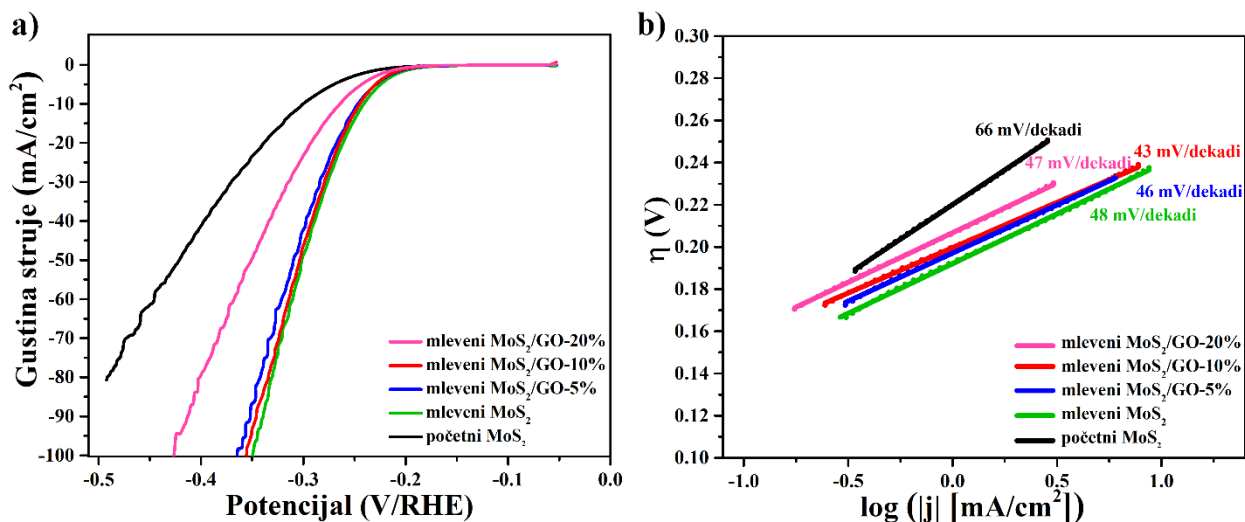 a)
Gustina struje (mA/cm²)
0
-10
-20
-30
-40
-50
-60
-70
-80
-90
-100
mleveni MoS₂/GO-20%
mleveni MoS₂/GO-10%
mleveni MoS₂/GO-5%
mleveni MoS₂
početni MoS₂
-0.5
-0.4
-0.3
-0.2
-0.1
0.0
Potencijal (V/RHE)
b)
η (V)
0.30
0.28
0.26
0.24
0.22
0.20
0.18
0.16
0.14
0.12
0.10
66 mV/dekadi
47 mV/dekadi
43 mV/dekadi
46 mV/dekadi
48 mV/dekadi
mleveni MoS₂/GO-20%
mleveni MoS₂/GO-10%
mleveni MoS₂/GO-5%
mleveni MoS₂
početni MoS₂
-1.0
-0.5
0.0
0.5
1.0
log (|j| [mA/cm²])